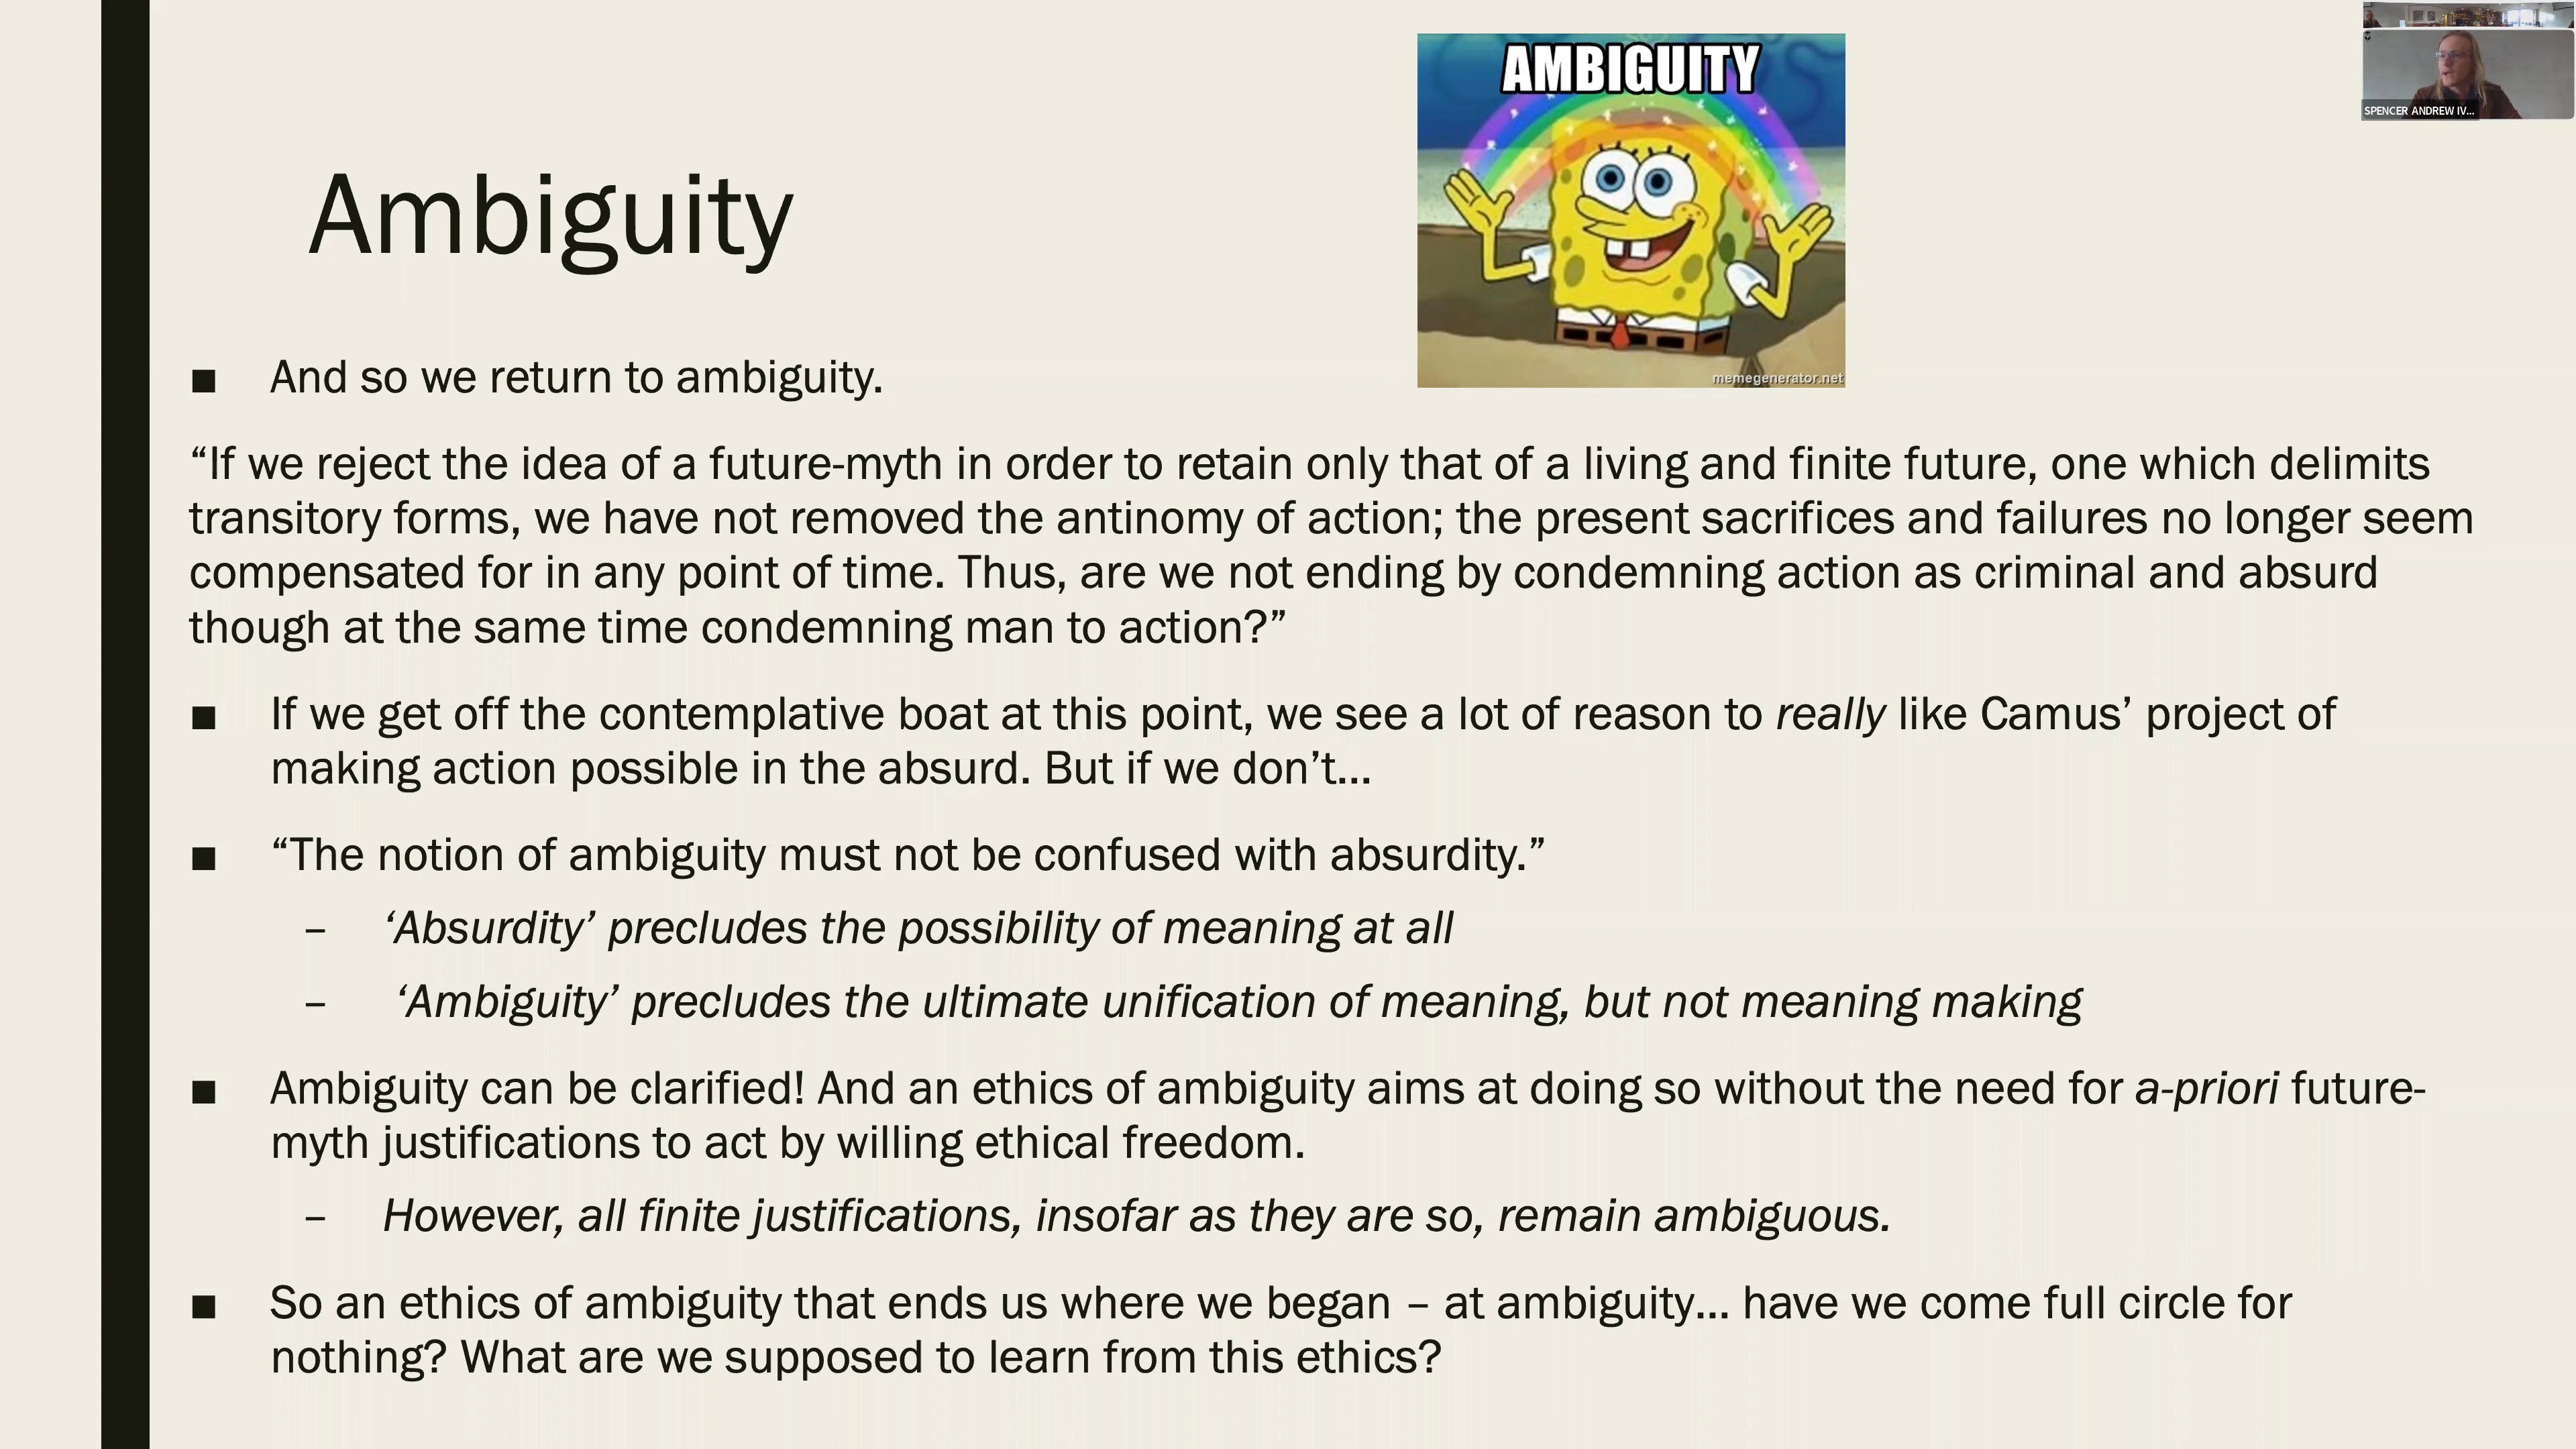 AMBIGUITY
memegenerator.net
SPENCER ANDREW IV...
Ambiguity
■ And so we return to ambiguity.
“If we reject the idea of a future-myth in order to retain only that of a living and finite future, one which delimits
transitory forms, we have not removed the antinomy of action; the present sacrifices and failures no longer seem
compensated for in any point of time. Thus, are we not ending by condemning action as criminal and absurd
though at the same time condemning man to action?”
■ If we get off the contemplative boat at this point, we see a lot of reason to really like Camus’ project of
making action possible in the absurd. But if we don’t…
■ “The notion of ambiguity must not be confused with absurdity.”
– ‘Absurdity’ precludes the possibility of meaning at all
– ‘Ambiguity’ precludes the ultimate unification of meaning, but not meaning making
■ Ambiguity can be clarified! And an ethics of ambiguity aims at doing so without the need for a-priori future-
myth justifications to act by willing ethical freedom.
– However, all finite justifications, insofar as they are so, remain ambiguous.
■ So an ethics of ambiguity that ends us where we began – at ambiguity… have we come full circle for
nothing? What are we supposed to learn from this ethics?